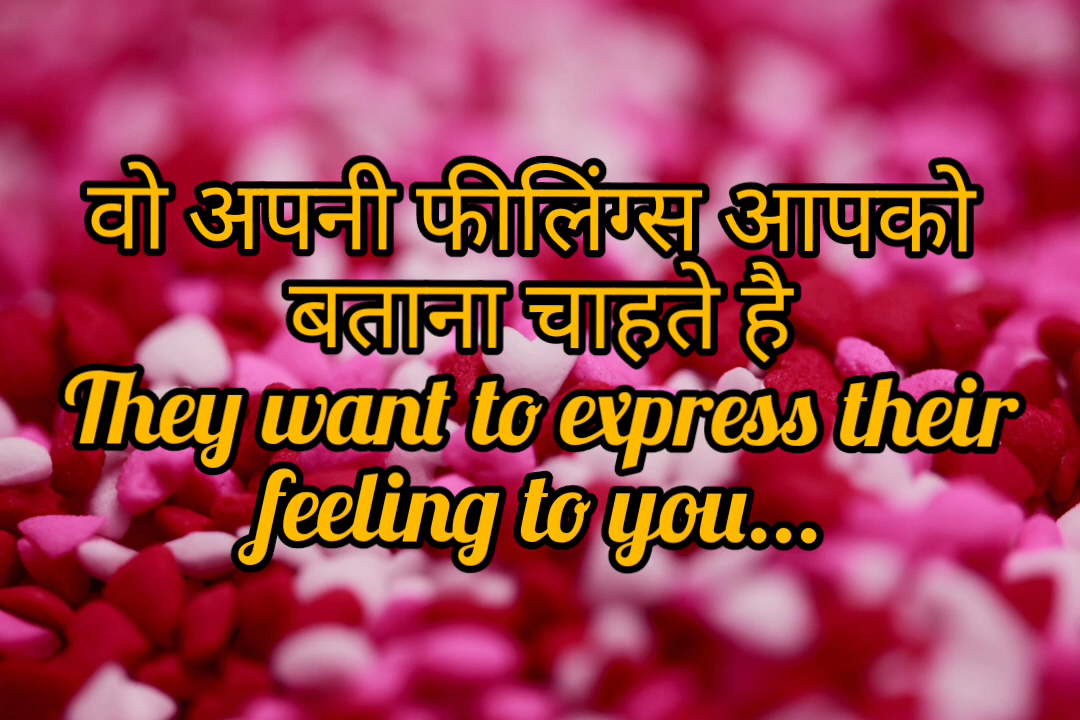 वो अपनी फीलिंग्स आपको
बताना चाहते है
They want to express their
feeling to you...